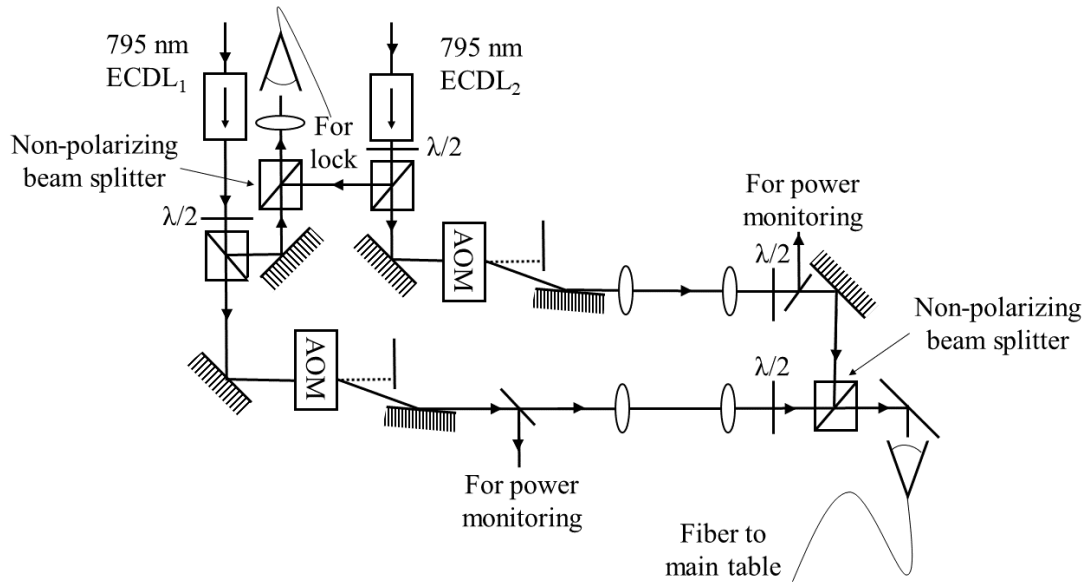 795 nm
ECDL₁
795 nm
ECDL₂
For
lock
λ/2
Non-polarizing
beam splitter
λ/2
For power
monitoring
AOM
λ/2
Non-polarizing
beam splitter
AOM
λ/2
For power
monitoring
Fiber to
main table